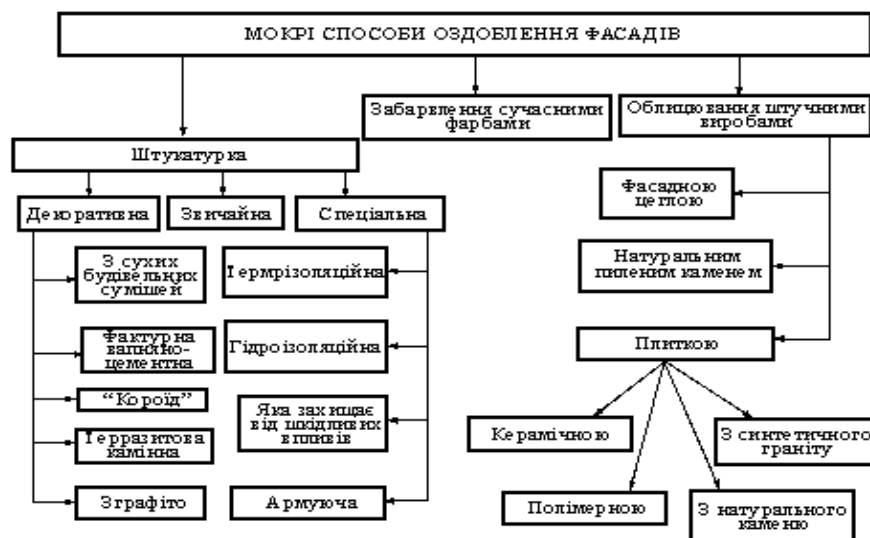 МОКРІ СПОСОБИ ОЗДОБЛЕННЯ ФАСАДІВ
Забарвлення сучасними
фарбами
Облицювання штучними
виробами
Штукатурка
Декоративна
Звичайна
Спеціальна
З сухих
будівельних
сумішей
Фактурна
вапняно-
цементна
“Короїд”
Терразитова
камінна
Зграфіто
Термрізоляційна
Гідроізоляційна
Яка захищає
від шкідливих
впливів
Армуюча
Фасадною
цеглою
Натуральним
пиленим каменем
Плиткою
Керамічною
Полімерною
З натурального
каменю
З синтетичного
граніту